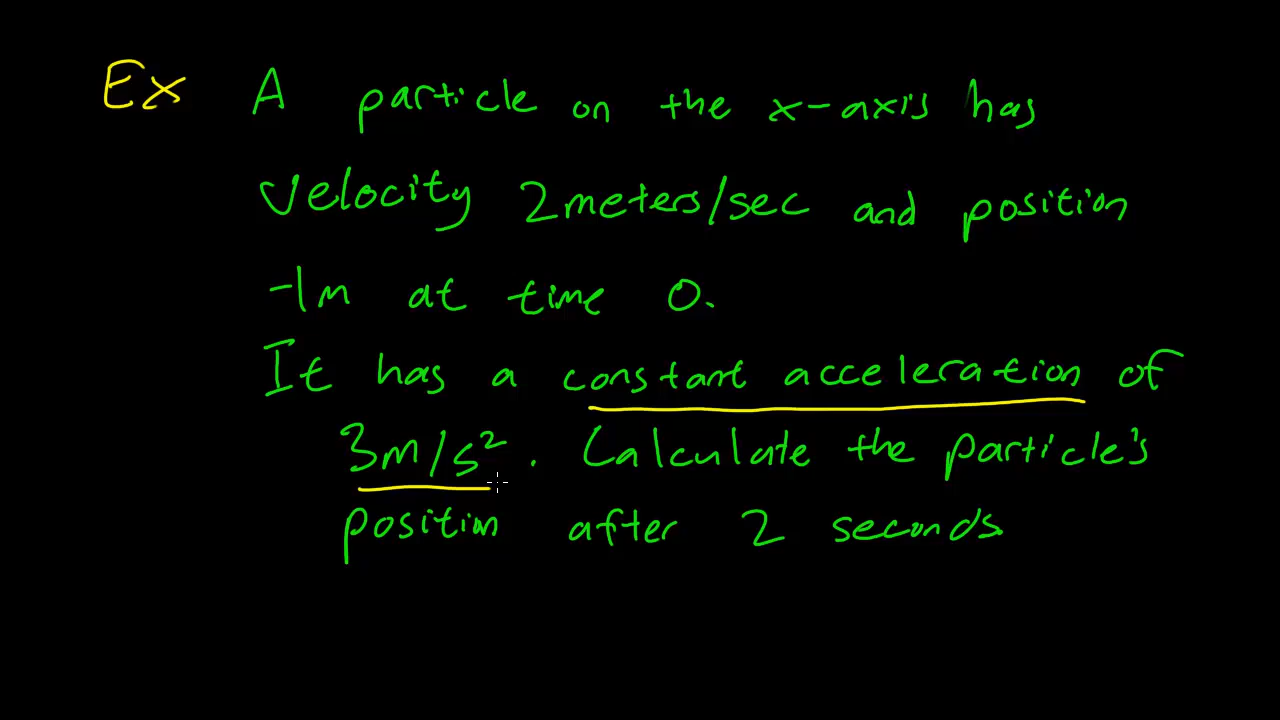 Ex A particle on the x-axis has
velocity 2meters/sec and position
-1m at time 0.
It has a constant acceleration of
3m/s². Calculate the particle's
position after 2 seconds